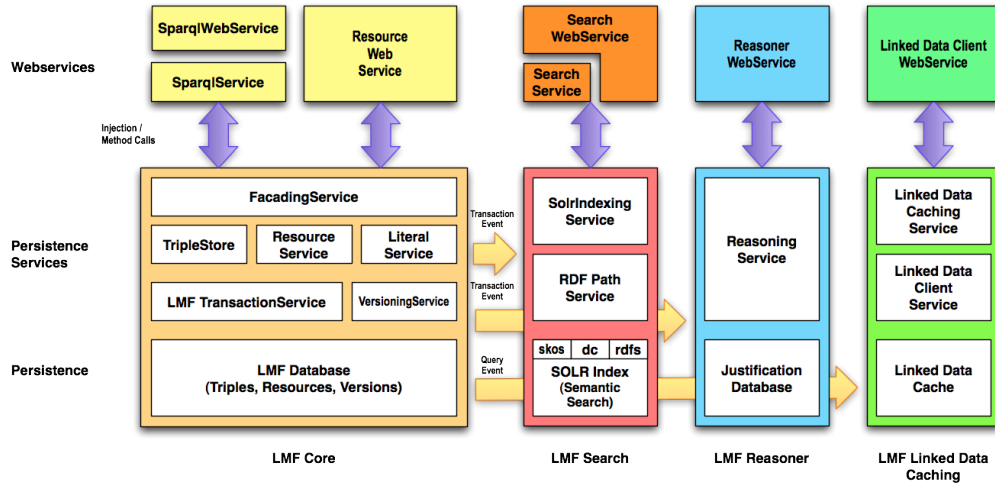 Webservices
SparqlWebService
SparqlService
Resource
Web
Service
Search
WebService
Search
Service
Reasoner
WebService
Linked Data Client
WebService
Injection /
Method Calls
Persistence
Services
FacadingService
TripleStore
Resource
Service
Literal
Service
LMF TransactionService
VersioningService
Transaction
Event
Transaction
Event
SolrIndexing
Service
RDF Path
Service
Reasoning
Service
Linked Data
Caching
Service
Linked Data
Client
Service
Persistence
LMF Database
(Triples, Resources, Versions)
Query
Event
skos dc rdfs
SOLR Index
(Semantic
Search)
Justification
Database
Linked Data
Cache
LMF Core
LMF Search
LMF Reasoner
LMF Linked Data
Caching